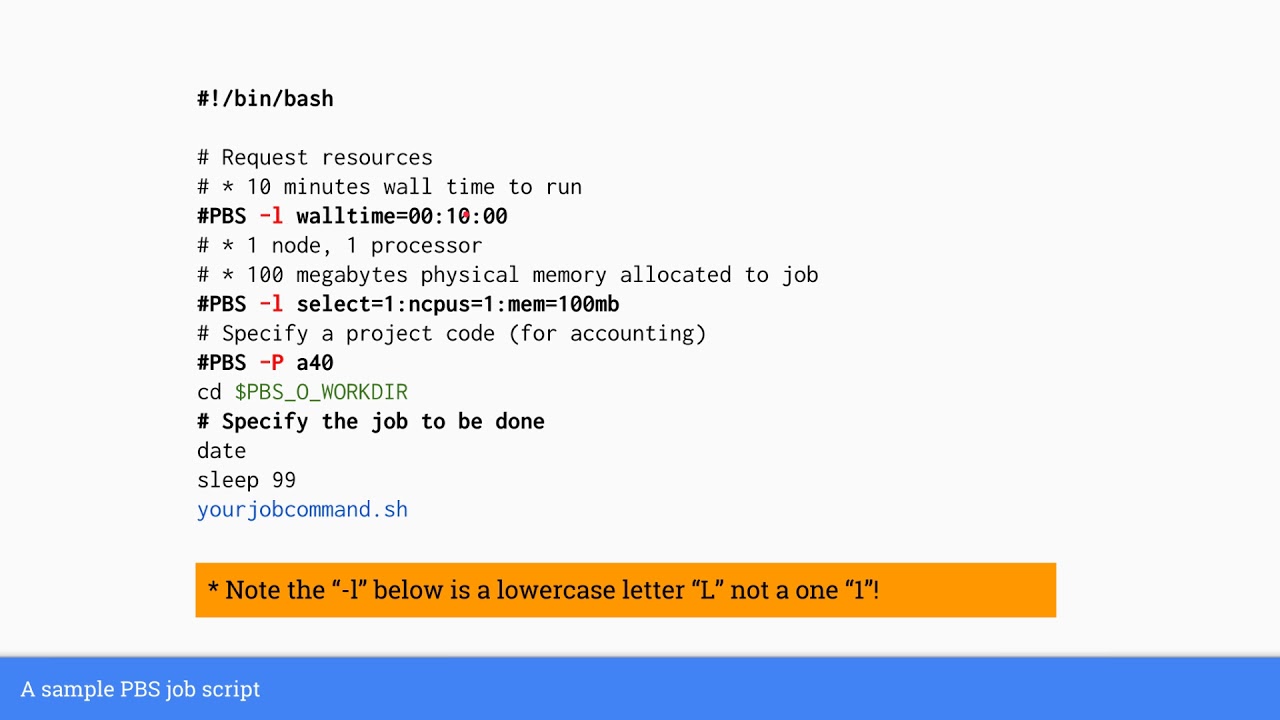 #!/bin/bash
# Request resources
# * 10 minutes wall time to run
#PBS -l walltime=00:10:00
# * 1 node, 1 processor
# * 100 megabytes physical memory allocated to job
#PBS -l select=1:ncpus=1:mem=100mb
# Specify a project code (for accounting)
#PBS -P a40
cd $PBS_O_WORKDIR
# Specify the job to be done
date
sleep 99
yourjobcommand.sh
* Note the “-l” below is a lowercase letter “L” not a one “1”!
A sample PBS job script